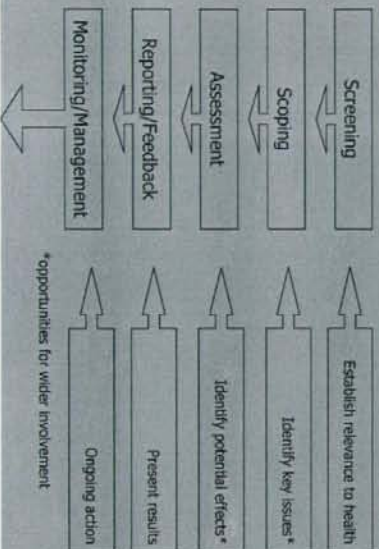 Screening
Establish relevance to health
Scoping
Identify key issues*
Assessment
Identify potential effects*
Reporting/Feedback
Present results
Monitoring/Management
Ongoing action
*opportunities for wider involvement